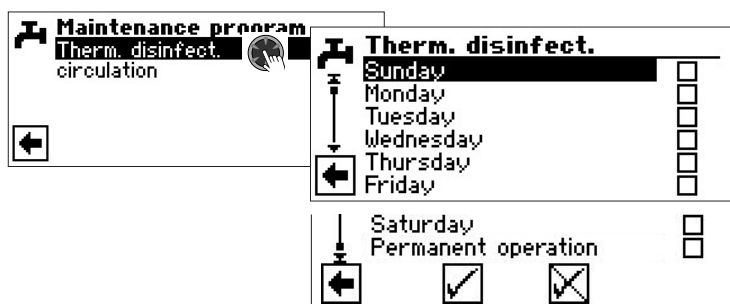 Maintenance program
Therm. disinfect.
circulation
Therm. disinfect.
Sunday
Monday
Tuesday
Wednesday
Thursday
Friday
Saturday
Permanent operation